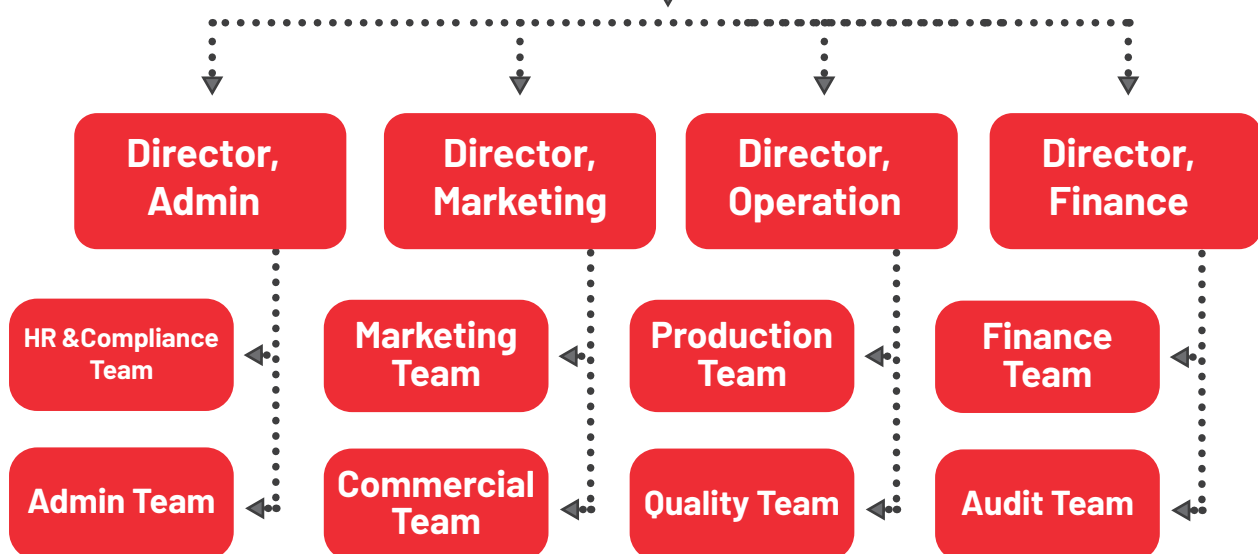 Director,
Admin
Director,
Marketing
Director,
Operation
Director,
Finance
HR &Compliance
Team
Marketing
Team
Production
Team
Finance
Team
Admin Team
Commercial
Team
Quality Team
Audit Team